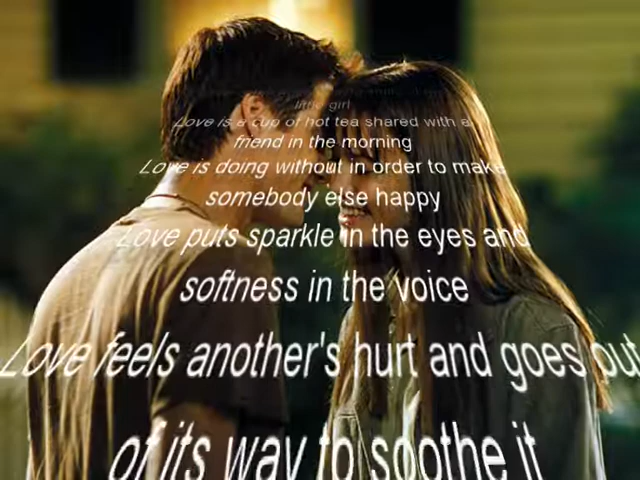 little girl
Love is a cup of hot tea shared with a
friend in the morning
Love is doing without in order to make
somebody else happy
Love puts sparkle in the eyes and
softness in the voice
Love feels another's hurt and goes out
of its way to soothe it